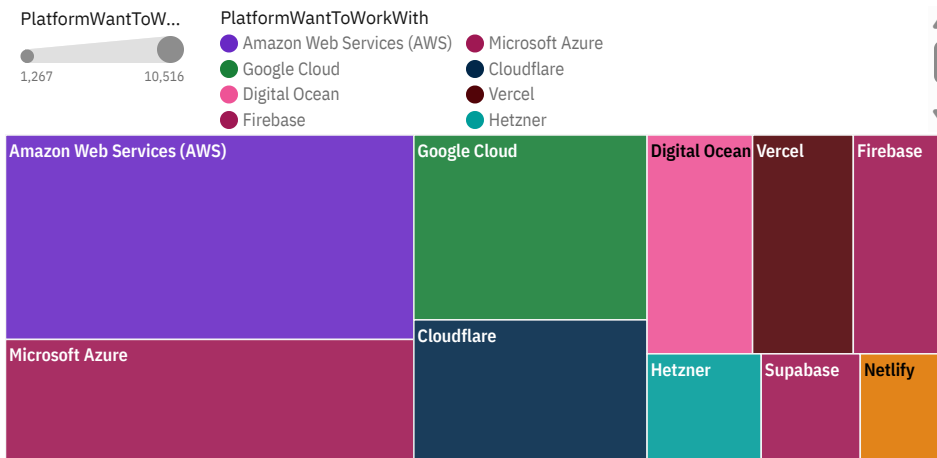 PlatformWantToW...
1,267
10,516
PlatformWantToWorkWith
Amazon Web Services (AWS)
Microsoft Azure
Google Cloud
Cloudflare
Digital Ocean
Vercel
Firebase
Hetzner
Amazon Web Services (AWS)
Google Cloud
Digital Ocean
Vercel
Firebase
Cloudflare
Microsoft Azure
Hetzner
Supabase
Netlify